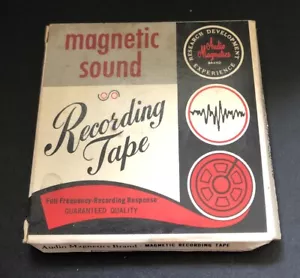 magnetic
sound
Recording
Tape
Full Frequency-Recording Response
GUARANTEED QUALITY
RESEARCH DEVELOPMENT
Audio
Magnetics
BRAND
EXPERIENCE
Audio Magnetics Brand - MAGNETIC RECORDING TAPE